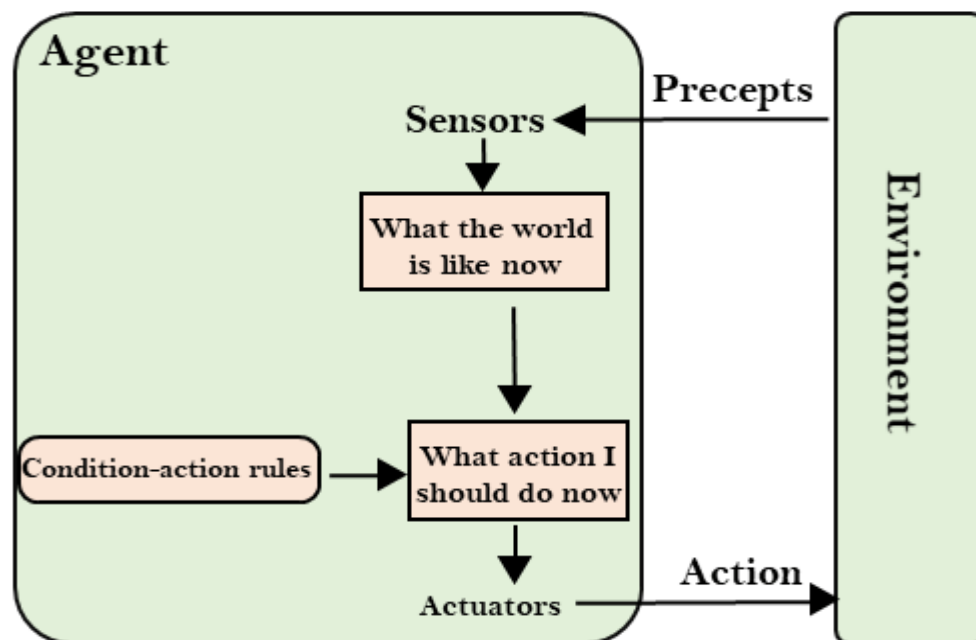 Agent
Precepts
Sensors
What the world
is like now
Environment
Condition-action rules
What action I
should do now
Action
Actuators